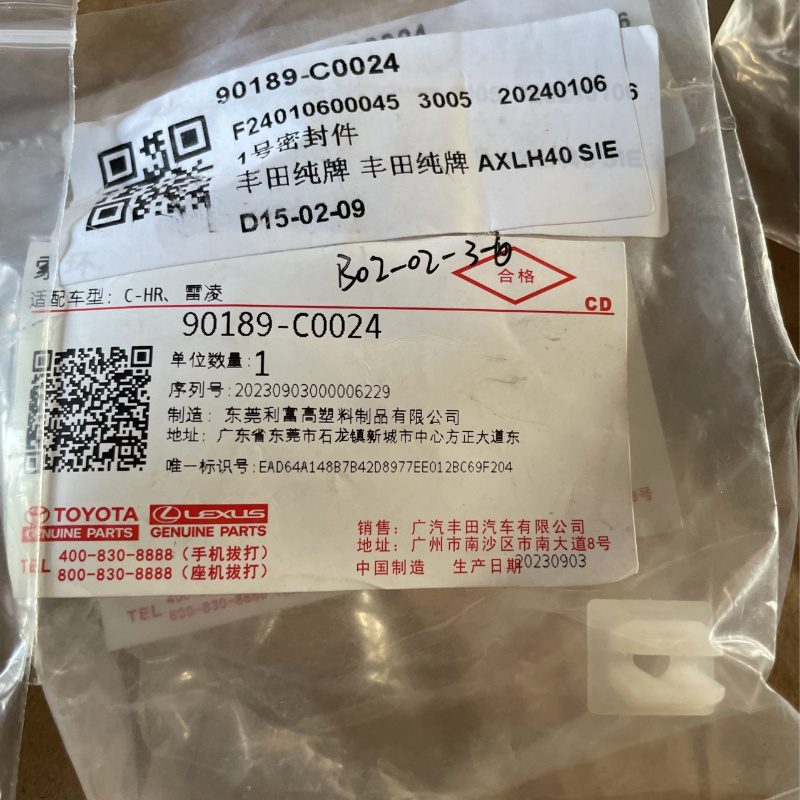 90189-C0024
F24010600045 3005 20240106
1号密封件
丰田纯牌 丰田纯牌 AXLH40 SIE
D15-02-09
B02-02-3-6
合格
适配车型: C-HR、雷凌
CD
90189-C0024
单位数量: 1
序列号: 20230903000006229
制造: 东莞利富高塑料制品有限公司
地址: 广东省东莞市石龙镇新城市中心方正大道东
唯一标识号: EAD64A148B7B42D8977EE012BC69F204
TOYOTA LEXUS
GENUINE PARTS GENUINE PARTS
TEL 400-830-8888 (手机拔打)
800-830-8888 (座机拔打)
销售: 广汽丰田汽车有限公司
地址: 广州市南沙区市南大道8号
中国制造 生产日期 20230903
TEL
800-830-8888